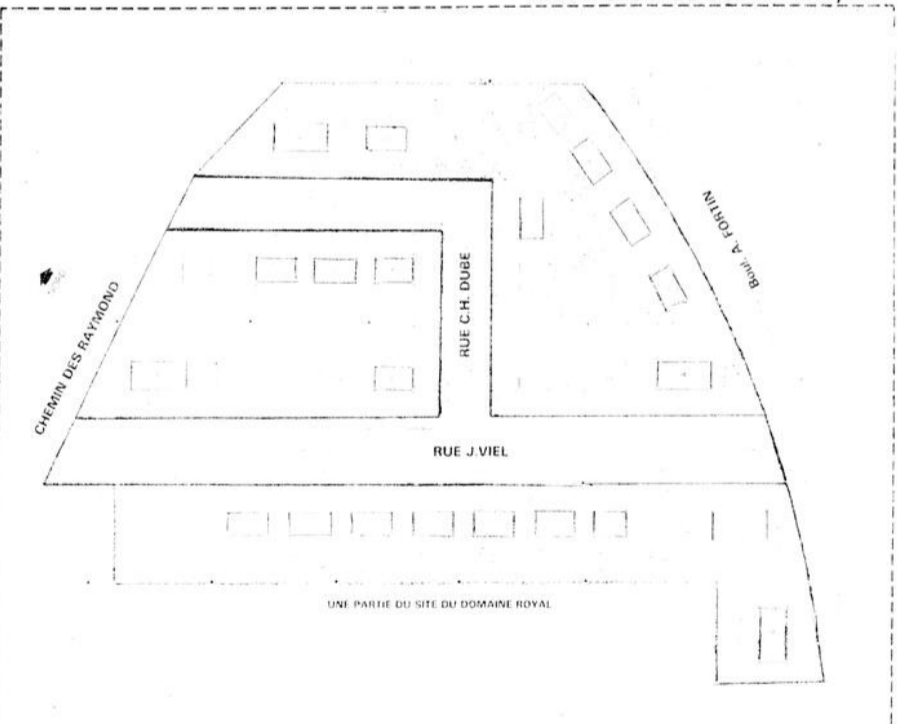 Boul. A. FORTIN
CHEMIN DES RAYMOND
RUE C.H. DUBE
RUE J.VIEL
UNE PARTIE DU SITE DU DOMAINE ROYAL